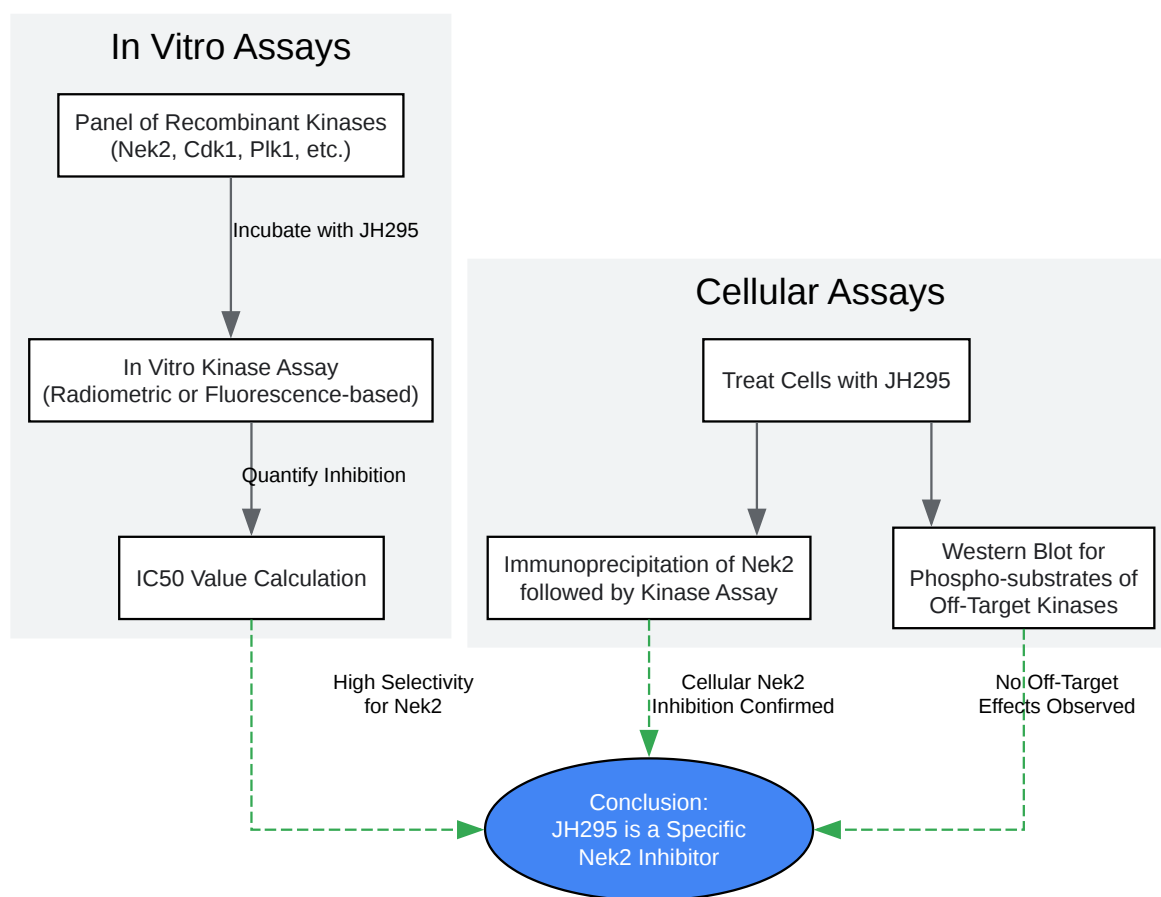 In Vitro Assays
Panel of Recombinant Kinases
(Nek2, Cdk1, Plk1, etc.)
Incubate with JH295
In Vitro Kinase Assay
(Radiometric or Fluorescence-based)
Quantify Inhibition
IC50 Value Calculation
High Selectivity
for Nek2
Cellular Assays
Treat Cells with JH295
Immunoprecipitation of Nek2
followed by Kinase Assay
Western Blot for
Phospho-substrates of
Off-Target Kinases
Cellular Nek2
Inhibition Confirmed
No Off-Target
Effects Observed
Conclusion:
JH295 is a Specific
Nek2 Inhibitor